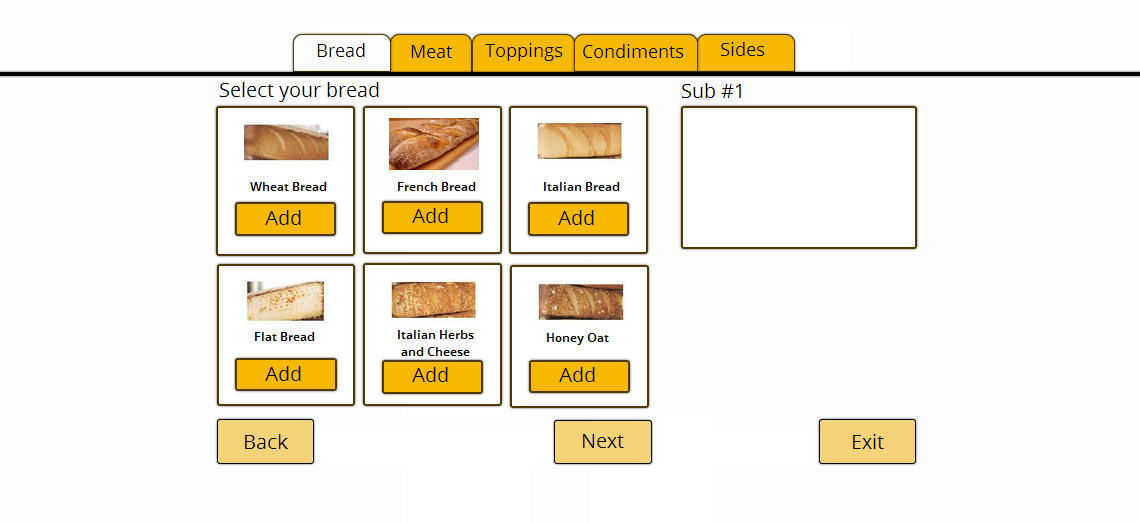 Bread Meat Toppings Condiments Sides
Select your bread
Sub #1
Wheat Bread
French Bread
Italian Bread
Add
Add
Add
Flat Bread
Italian Herbs
and Cheese
Honey Oat
Add
Add
Add
Back
Next
Exit